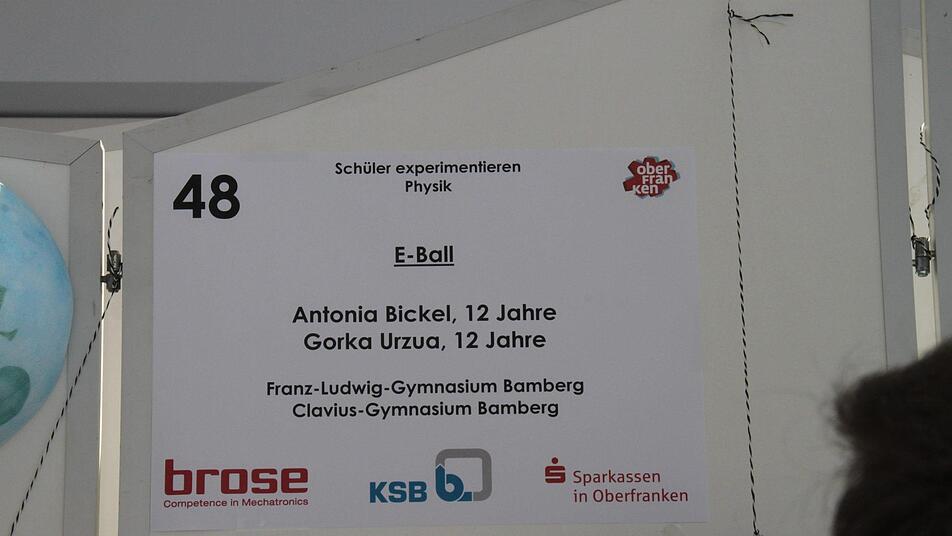 48
Schüler experimentieren
Physik
ober
fran
ken
E-Ball
Antonia Bickel, 12 Jahre
Gorka Urzua, 12 Jahre
Franz-Ludwig-Gymnasium Bamberg
Clavius-Gymnasium Bamberg
brose
Competence in Mechatronics
KSB b
Sparkassen
in Oberfranken